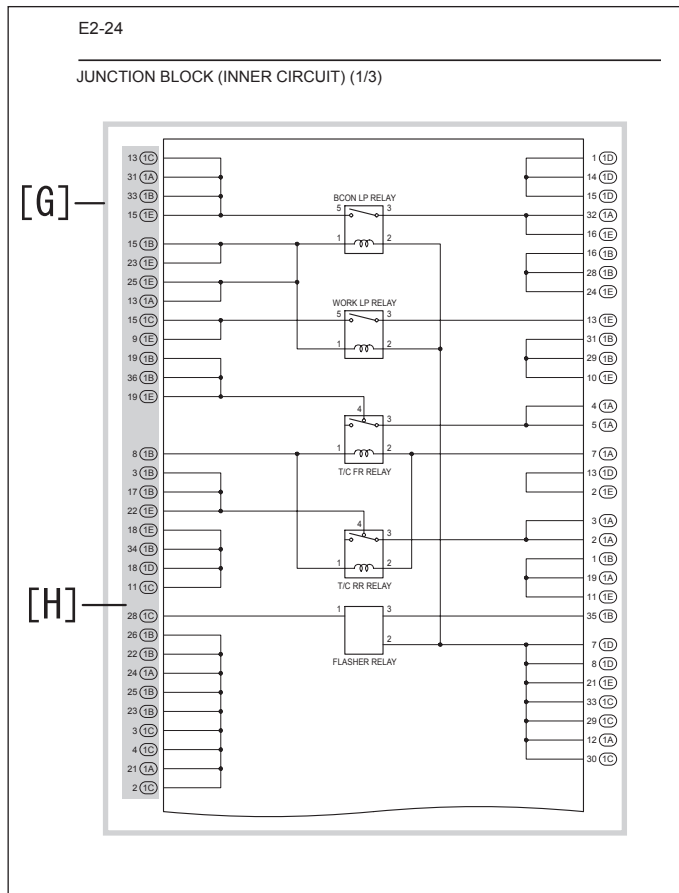 E2-24
JUNCTION BLOCK (INNER CIRCUIT) (1/3)
[G]
[H]
13 1C
31 1A
33 1B
15 1E
15 1B
23 1E
25 1E
13 1A
15 1C
9 1E
19 1B
36 1B
19 1E
8 1B
3 1B
17 1B
22 1E
18 1E
34 1B
18 1D
11 1C
28 1C
26 1B
22 1B
24 1A
25 1B
23 1B
3 1C
4 1C
21 1A
2 1C
BCON LP RELAY
5 3
1 2
WORK LP RELAY
5 3
1 2
4
3
1 2
T/C FR RELAY
4
3
1 2
T/C RR RELAY
1 3
2
FLASHER RELAY
1 1D
14 1D
15 1D
32 1A
16 1E
16 1B
28 1B
24 1E
13 1E
31 1B
29 1B
10 1E
4 1A
5 1A
7 1A
13 1D
2 1E
3 1A
2 1A
1 1B
19 1A
11 1E
35 1B
7 1D
8 1D
21 1E
33 1C
29 1C
12 1A
30 1C